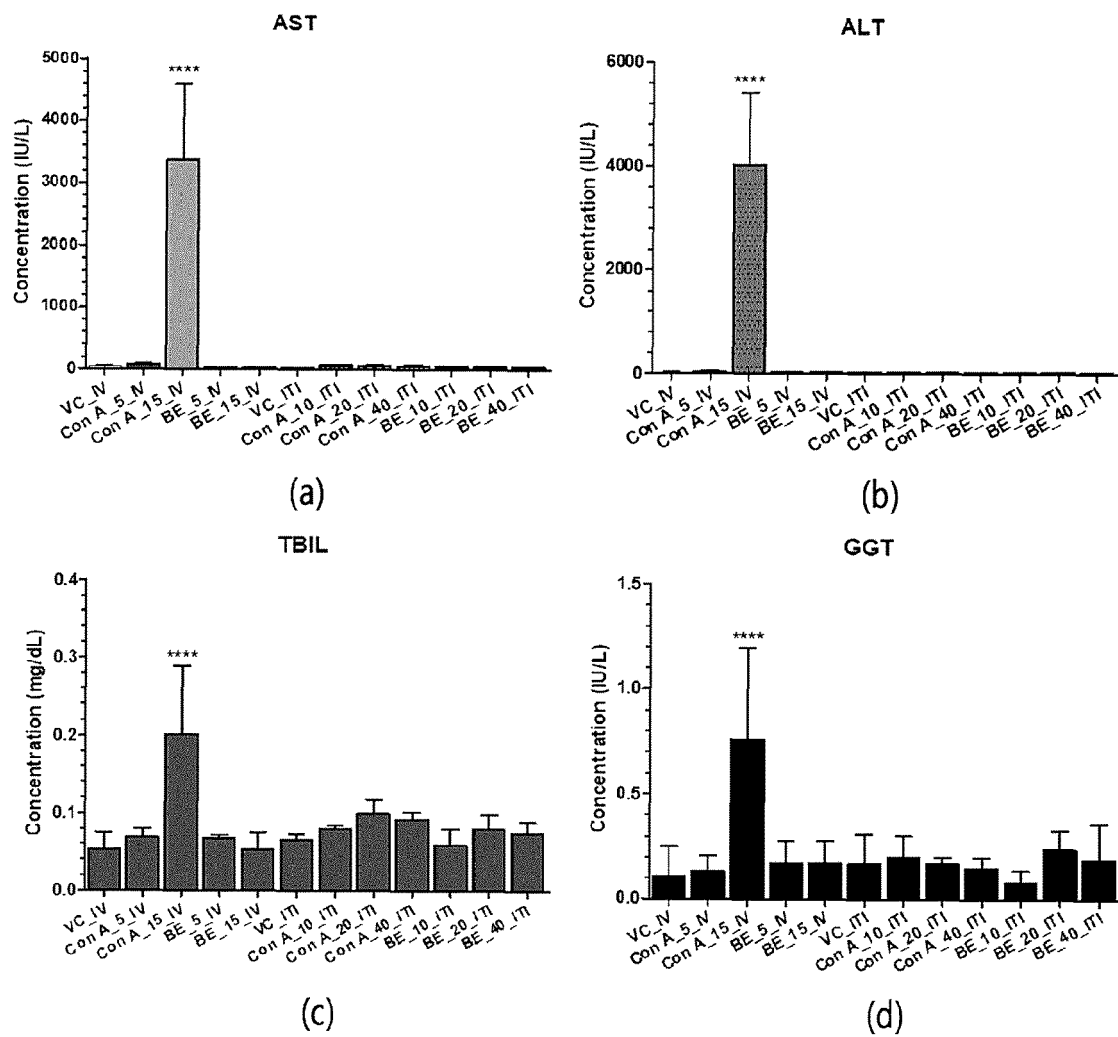 AST
Concentration (IU/L)
5000
4000
3000
2000
1000
0
****
VC_IV
Con A_5_IV
Con A_15_IV
BE_5_IV
BE_15_IV
VC_ITI
Con A_10_ITI
Con A_20_ITI
Con A_40_ITI
BE_10_ITI
BE_20_ITI
BE_40_ITI
(a)
ALT
Concentration (IU/L)
6000
4000
2000
0
****
VC_IV
Con A_5_IV
Con A_15_IV
BE_5_IV
BE_15_IV
VC_ITI
Con A_10_ITI
Con A_20_ITI
Con A_40_ITI
BE_10_ITI
BE_20_ITI
BE_40_ITI
(b)
TBIL
Concentration (mg/dL)
0.4
0.3
0.2
0.1
0.0
****
VC_IV
Con A_5_IV
Con A_15_IV
BE_5_IV
BE_15_IV
VC_ITI
Con A_10_ITI
Con A_20_ITI
Con A_40_ITI
BE_10_ITI
BE_20_ITI
BE_40_ITI
(c)
GGT
Concentration (IU/L)
1.5
1.0
0.5
0.0
****
VC_IV
Con A_5_IV
Con A_15_IV
BE_5_IV
BE_15_IV
VC_ITI
Con A_10_ITI
Con A_20_ITI
Con A_40_ITI
BE_10_ITI
BE_20_ITI
BE_40_ITI
(d)